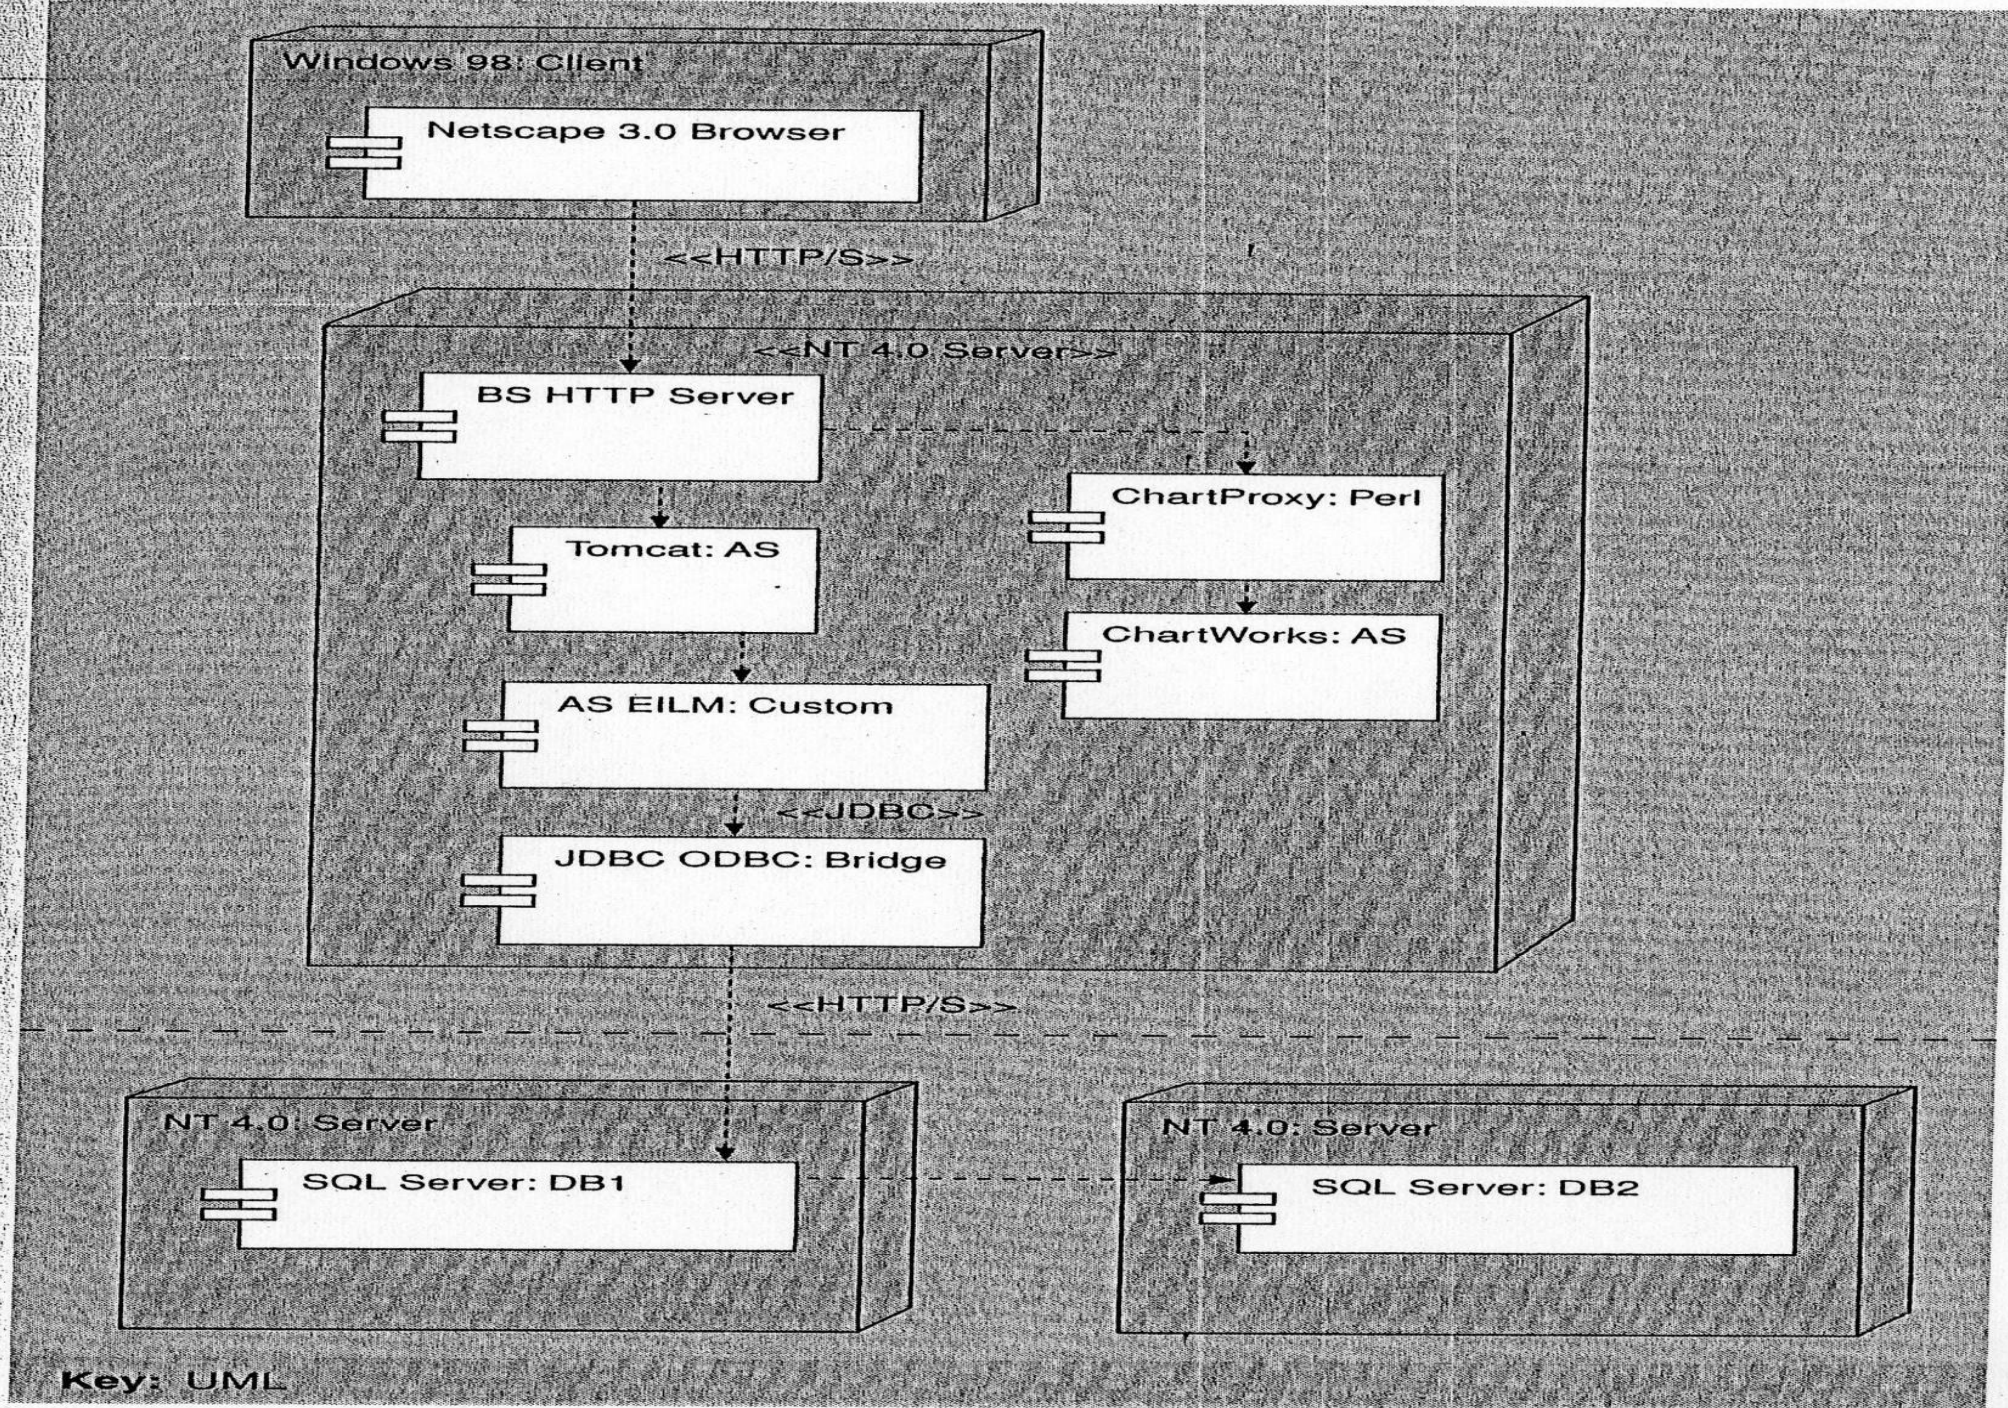 Windows 98: Client
Netscape 3.0 Browser
<<HTTP/S>>
<<NT 4.0 Server>>
BS HTTP Server
ChartProxy: Perl
Tomcat: AS
ChartWorks: AS
AS EILM: Custom
<<JDBC>>
JDBC ODBC: Bridge
<<HTTP/S>>
NT 4.0: Server
SQL Server: DB1
NT 4.0: Server
SQL Server: DB2
Key: UML